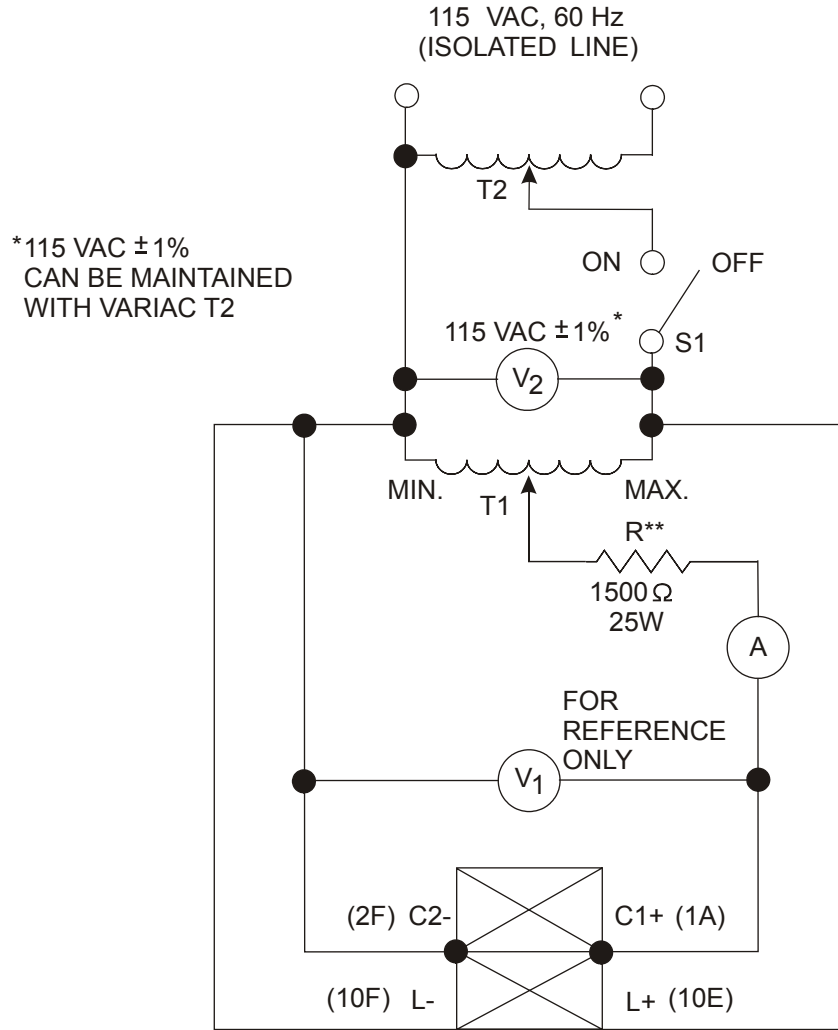 115 VAC, 60 Hz
(ISOLATED LINE)
T2
*115 VAC ±1%
CAN BE MAINTAINED
WITH VARIAC T2
ON
OFF
115 VAC ±1%*
S1
V2
MIN.
T1
MAX.
R**
1500 Ω
25W
A
FOR
REFERENCE
ONLY
V1
(2F) C2-
C1+ (1A)
(10F) L-
L+ (10E)